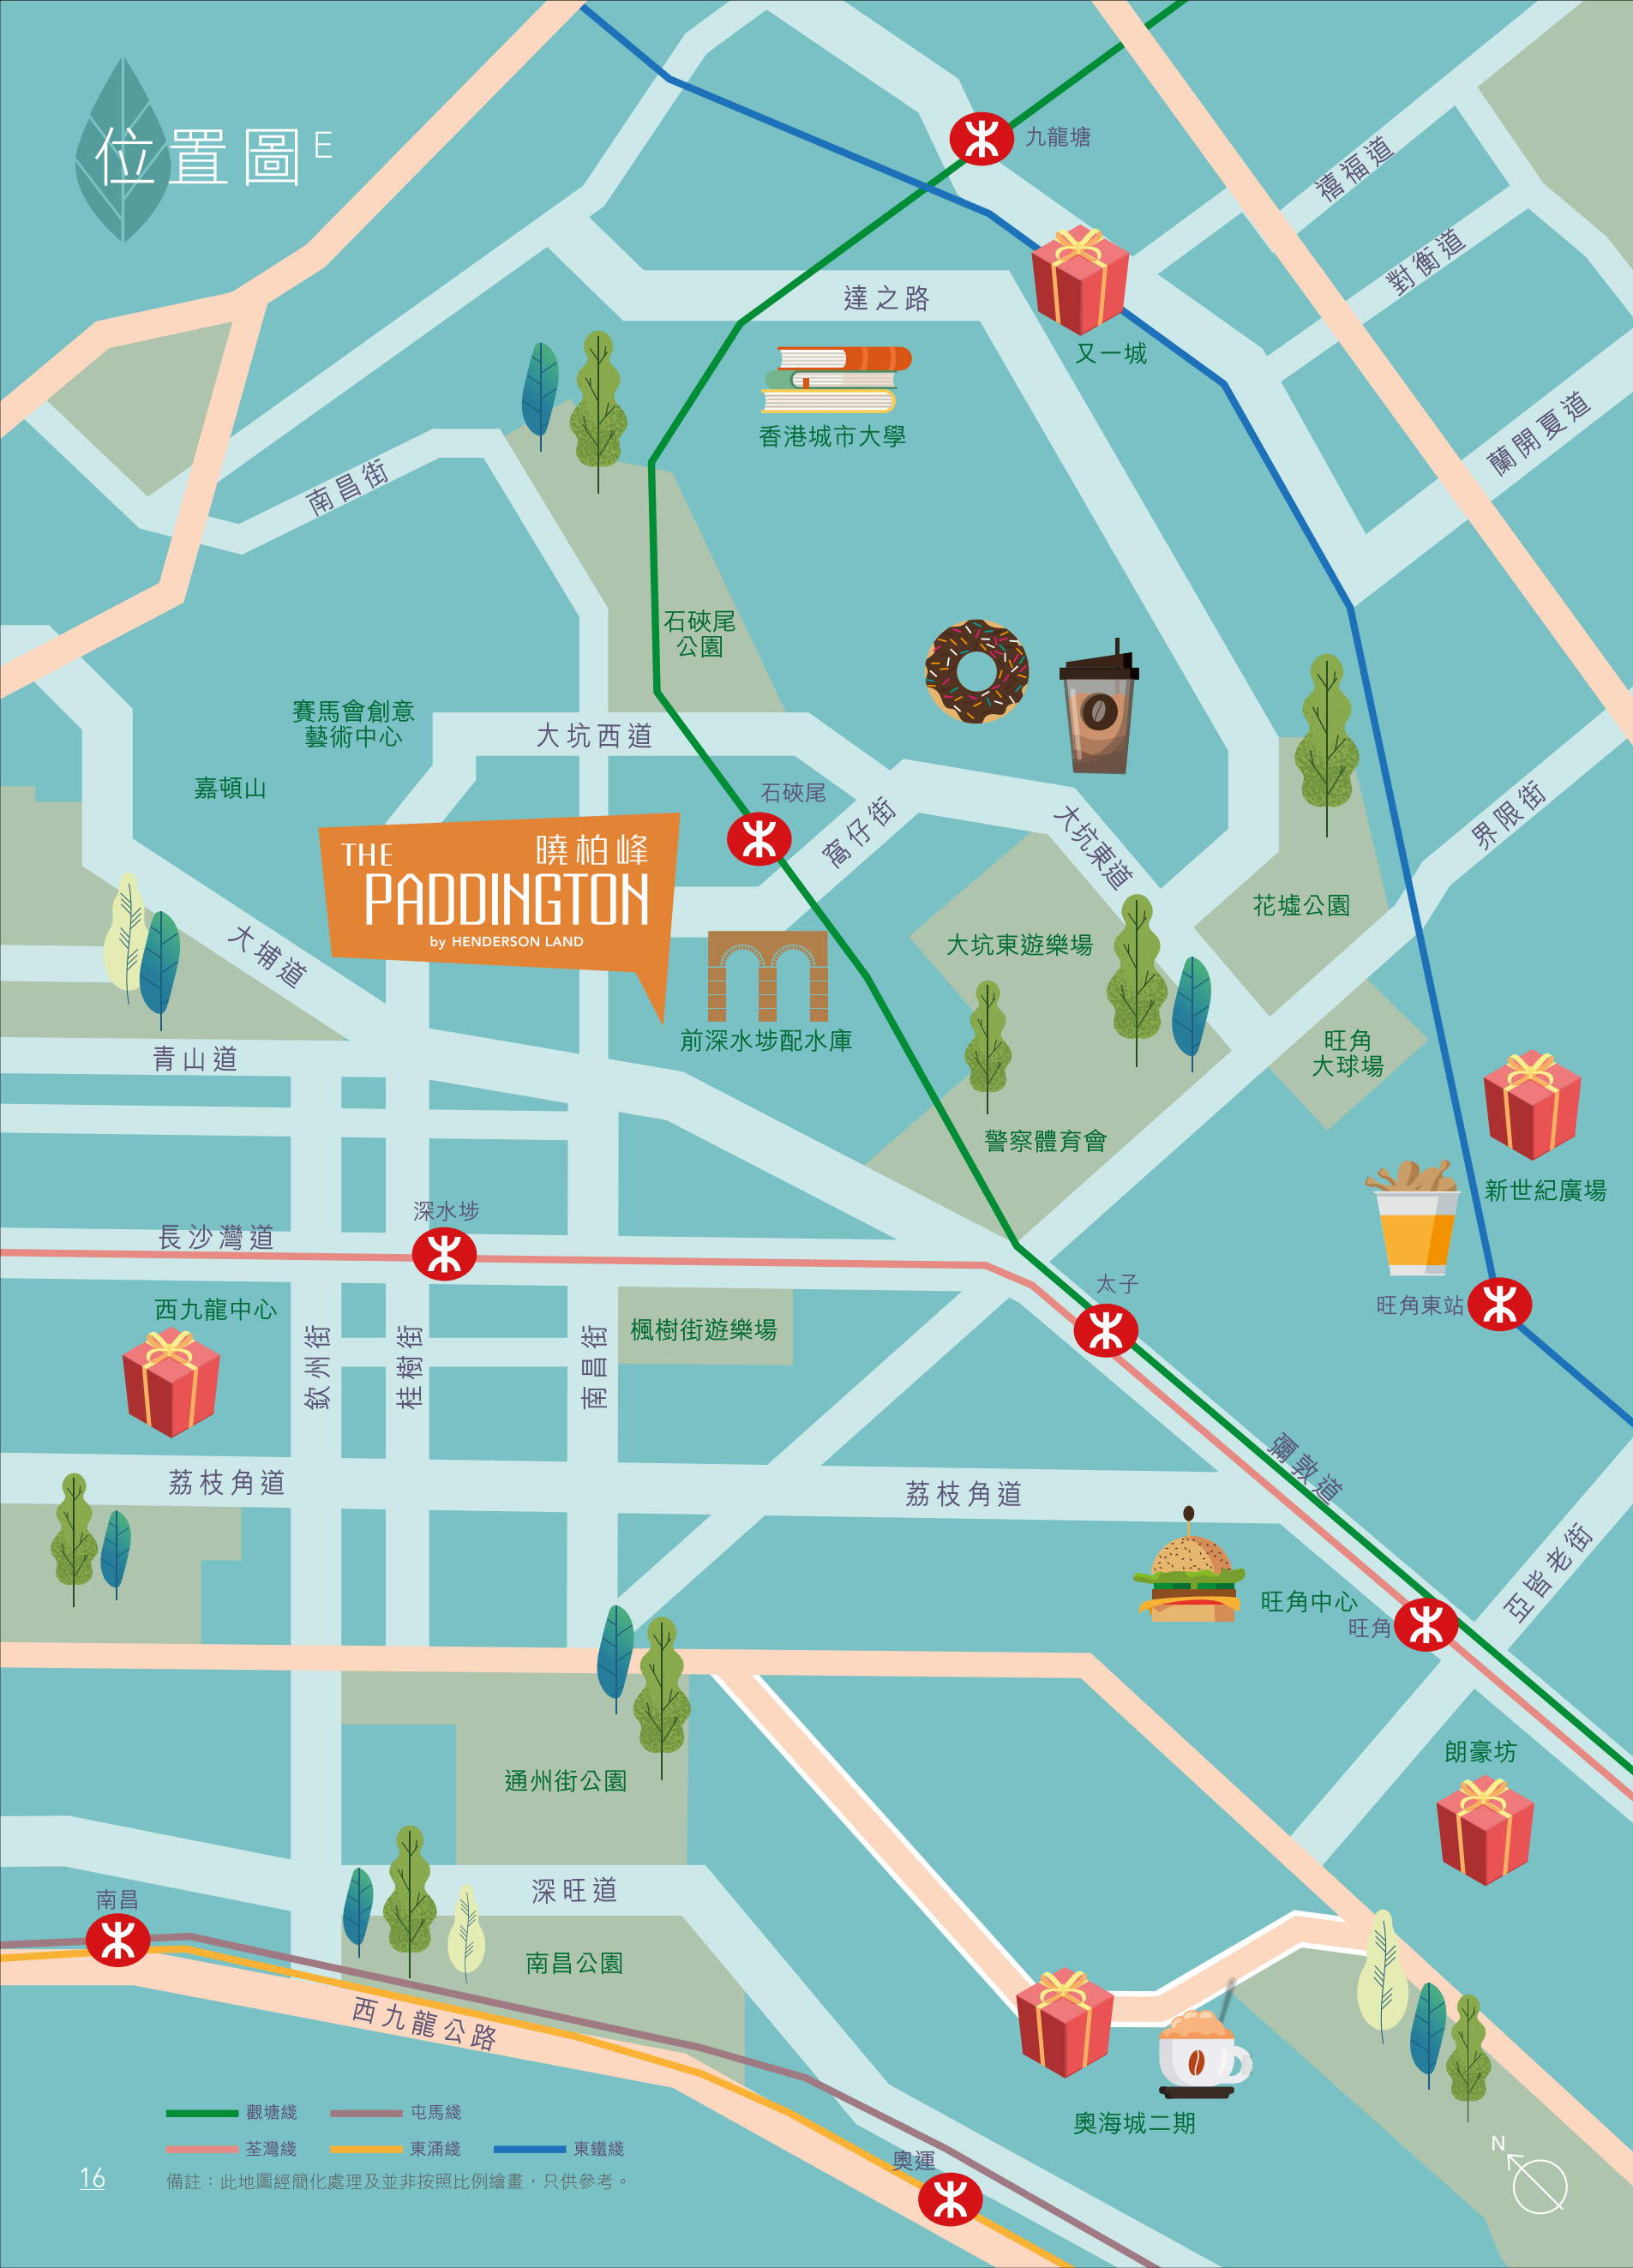 位置圖E
九龍塘
禧福道
對衡道
達之路
又一城
香港城市大學
蘭開夏道
南昌街
石硤尾
公園
賽馬會創意
藝術中心
大坑西道
嘉頓山
石硤尾
窩仔街
大坑東道
界限街
THE
曉柏峰
PADDINGTON
by HENDERSON LAND
花墟公園
大坑東遊樂場
大埔道
前深水埗配水庫
旺角
大球場
青山道
警察體育會
新世紀廣場
深水埗
長沙灣道
太子
旺角東站
西九龍中心
楓樹街遊樂場
欽州街
桂樹街
南昌街
彌敦道
荔枝角道
荔枝角道
亞皆老街
旺角中心
旺角
朗豪坊
通州街公園
深旺道
南昌
南昌公園
西九龍公路
奧海城二期
奧運
觀塘綫
屯馬綫
荃灣綫
東涌綫
東鐵綫
備註：此地圖經簡化處理及並非按照比例繪畫，只供參考。
16
N